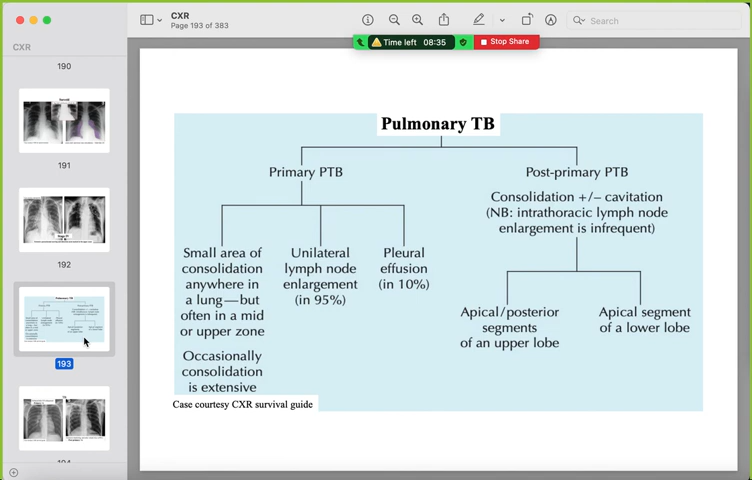 CXR
Page 193 of 383
Search
Time left 08:35
Stop Share
CXR
190
191
192
193
Pulmonary TB
Primary PTB
Small area of
consolidation
anywhere in
a lung—but
often in a mid
or upper zone
Occasionally
consolidation
is extensive
Unilateral
lymph node
enlargement
(in 95%)
Pleural
effusion
(in 10%)
Post-primary PTB
Consolidation +/– cavitation
(NB: intrathoracic lymph node
enlargement is infrequent)
Apical/posterior
segments
of an upper lobe
Apical segment
of a lower lobe
Case courtesy CXR survival guide